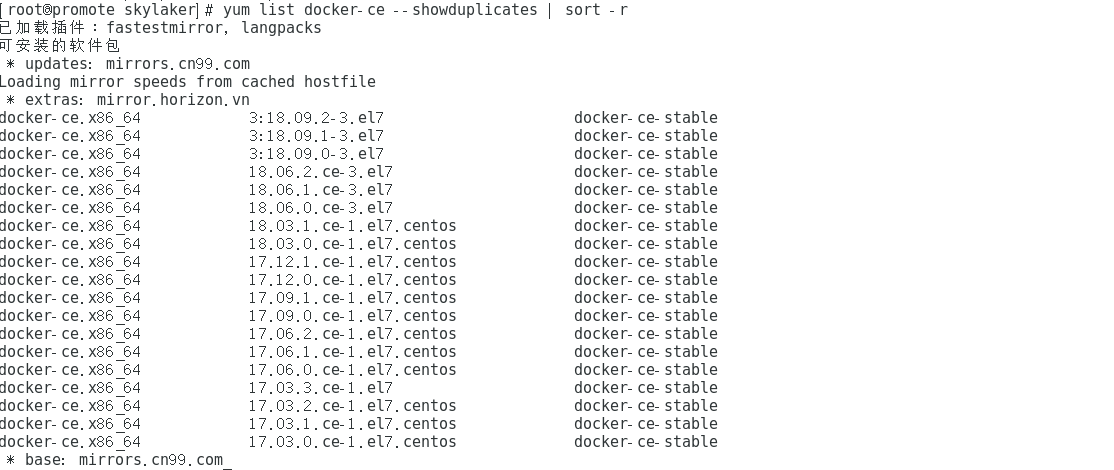 [root@promote skylaker]# yum list docker-ce --showduplicates | sort -r
已加载插件：fastestmirror, langpacks
可安装的软件包
 * updates: mirrors.cn99.com
Loading mirror speeds from cached hostfile
 * extras: mirror.horizon.vn
docker-ce.x86_64            3:18.09.2-3.el7                     docker-ce-stable
docker-ce.x86_64            3:18.09.1-3.el7                     docker-ce-stable
docker-ce.x86_64            3:18.09.0-3.el7                     docker-ce-stable
docker-ce.x86_64            18.06.2.ce-3.el7                    docker-ce-stable
docker-ce.x86_64            18.06.1.ce-3.el7                    docker-ce-stable
docker-ce.x86_64            18.06.0.ce-3.el7                    docker-ce-stable
docker-ce.x86_64            18.03.1.ce-1.el7.centos             docker-ce-stable
docker-ce.x86_64            18.03.0.ce-1.el7.centos             docker-ce-stable
docker-ce.x86_64            17.12.1.ce-1.el7.centos             docker-ce-stable
docker-ce.x86_64            17.12.0.ce-1.el7.centos             docker-ce-stable
docker-ce.x86_64            17.09.1.ce-1.el7.centos             docker-ce-stable
docker-ce.x86_64            17.09.0.ce-1.el7.centos             docker-ce-stable
docker-ce.x86_64            17.06.2.ce-1.el7.centos             docker-ce-stable
docker-ce.x86_64            17.06.1.ce-1.el7.centos             docker-ce-stable
docker-ce.x86_64            17.06.0.ce-1.el7.centos             docker-ce-stable
docker-ce.x86_64            17.03.3.ce-1.el7                    docker-ce-stable
docker-ce.x86_64            17.03.2.ce-1.el7.centos             docker-ce-stable
docker-ce.x86_64            17.03.1.ce-1.el7.centos             docker-ce-stable
docker-ce.x86_64            17.03.0.ce-1.el7.centos             docker-ce-stable
 * base: mirrors.cn99.com_